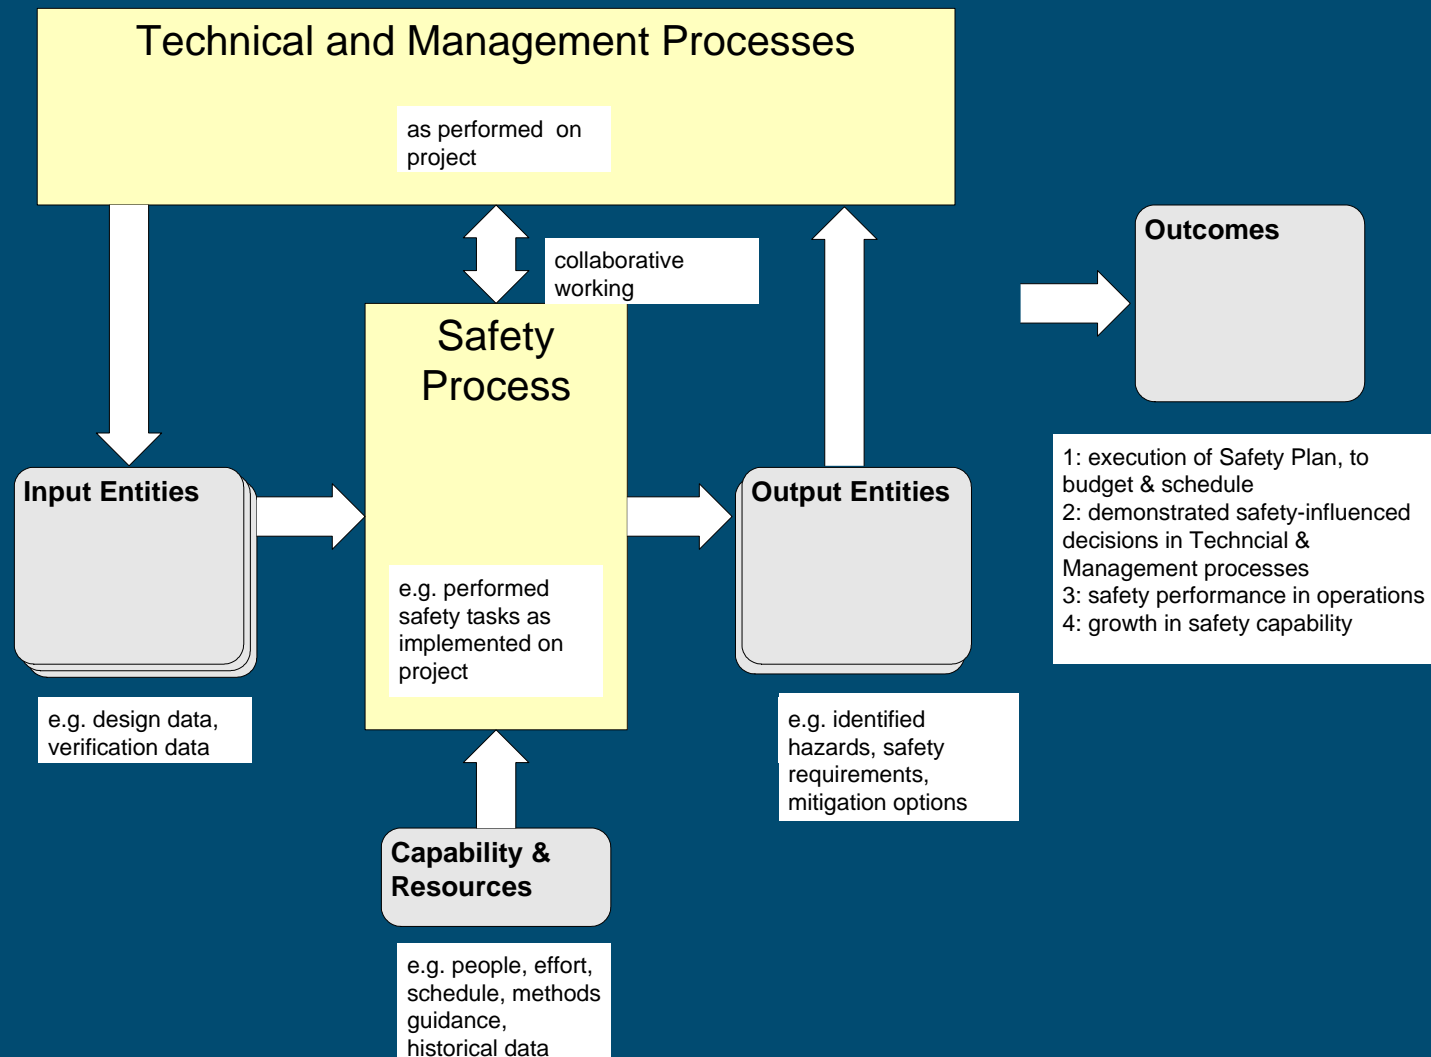 Technical and Management Processes
as performed on
project
collaborative
working
Outcomes
Safety
Process
1: execution of Safety Plan, to
budget & schedule
2: demonstrated safety-influenced
decisions in Techncial &
Management processes
3: safety performance in operations
4: growth in safety capability
Input Entities
Output Entities
e.g. performed
safety tasks as
implemented on
project
e.g. design data,
verification data
e.g. identified
hazards, safety
requirements,
mitigation options
Capability &
Resources
e.g. people, effort,
schedule, methods
guidance,
historical data